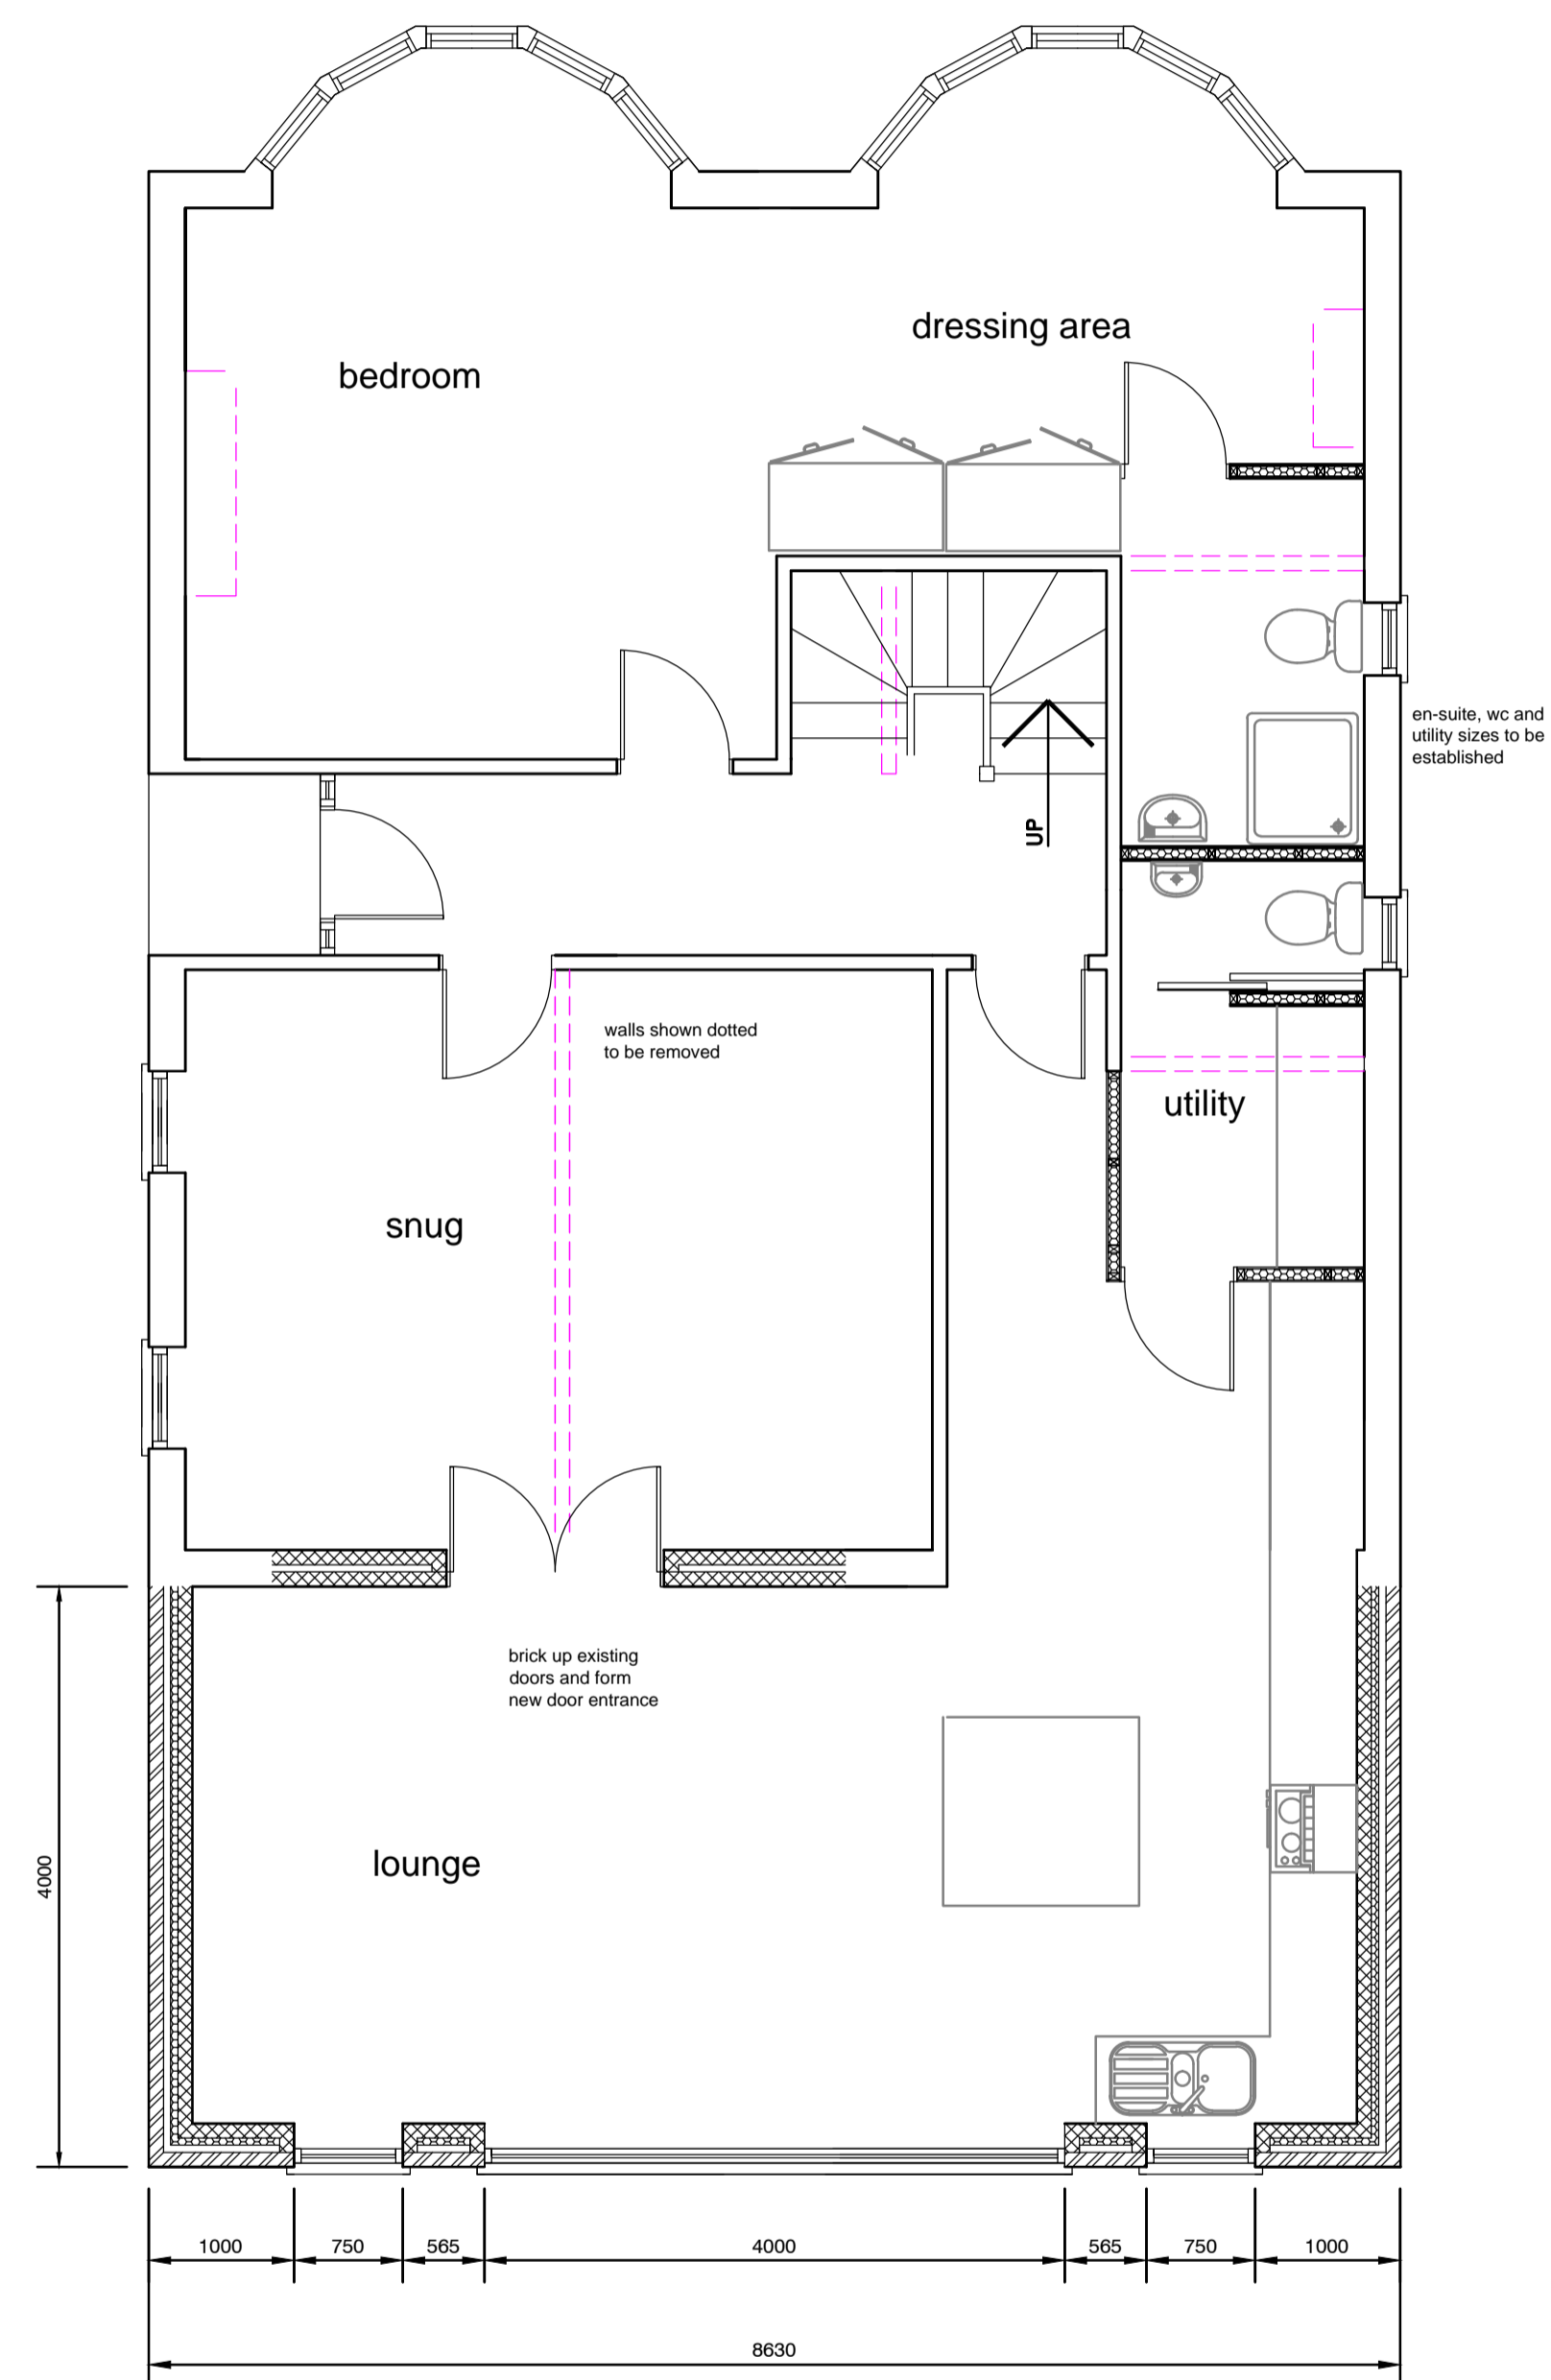 dressing area
bedroom
en-suite, wc and
utility sizes to be
established
UP
walls shown dotted
to be removed
utility
snug
brick up existing
doors and form
new door entrance
lounge
4000
1000 750 565 4000 565 750 1000
8630